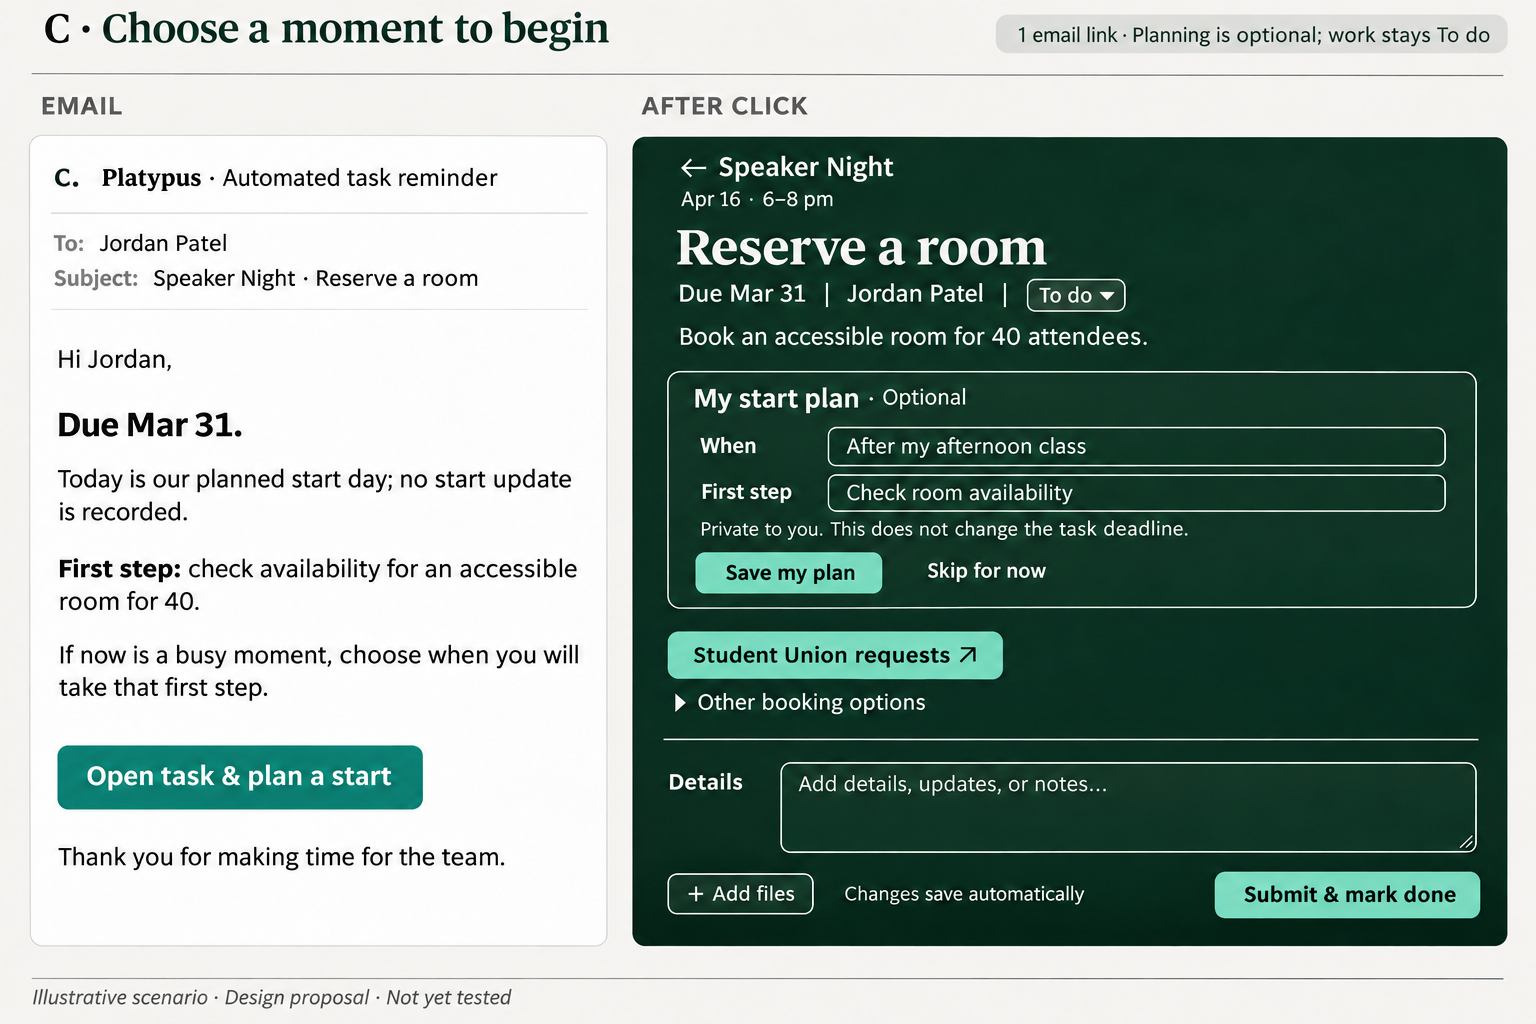 C · Choose a moment to begin
1 email link · Planning is optional; work stays To do
EMAIL
C. Platypus · Automated task reminder
To: Jordan Patel
Subject: Speaker Night · Reserve a room
Hi Jordan,
Due Mar 31.
Today is our planned start day; no start update
is recorded.
First step: check availability for an accessible
room for 40.
If now is a busy moment, choose when you will
take that first step.
Open task & plan a start
Thank you for making time for the team.
AFTER CLICK
← Speaker Night
Apr 16 · 6–8 pm
Reserve a room
Due Mar 31 | Jordan Patel | To do ▾
Book an accessible room for 40 attendees.
My start plan · Optional
When After my afternoon class
First step Check room availability
Private to you. This does not change the task deadline.
Save my plan Skip for now
Student Union requests ↗
▶ Other booking options
Details Add details, updates, or notes...
+ Add files Changes save automatically Submit & mark done
Illustrative scenario · Design proposal · Not yet tested